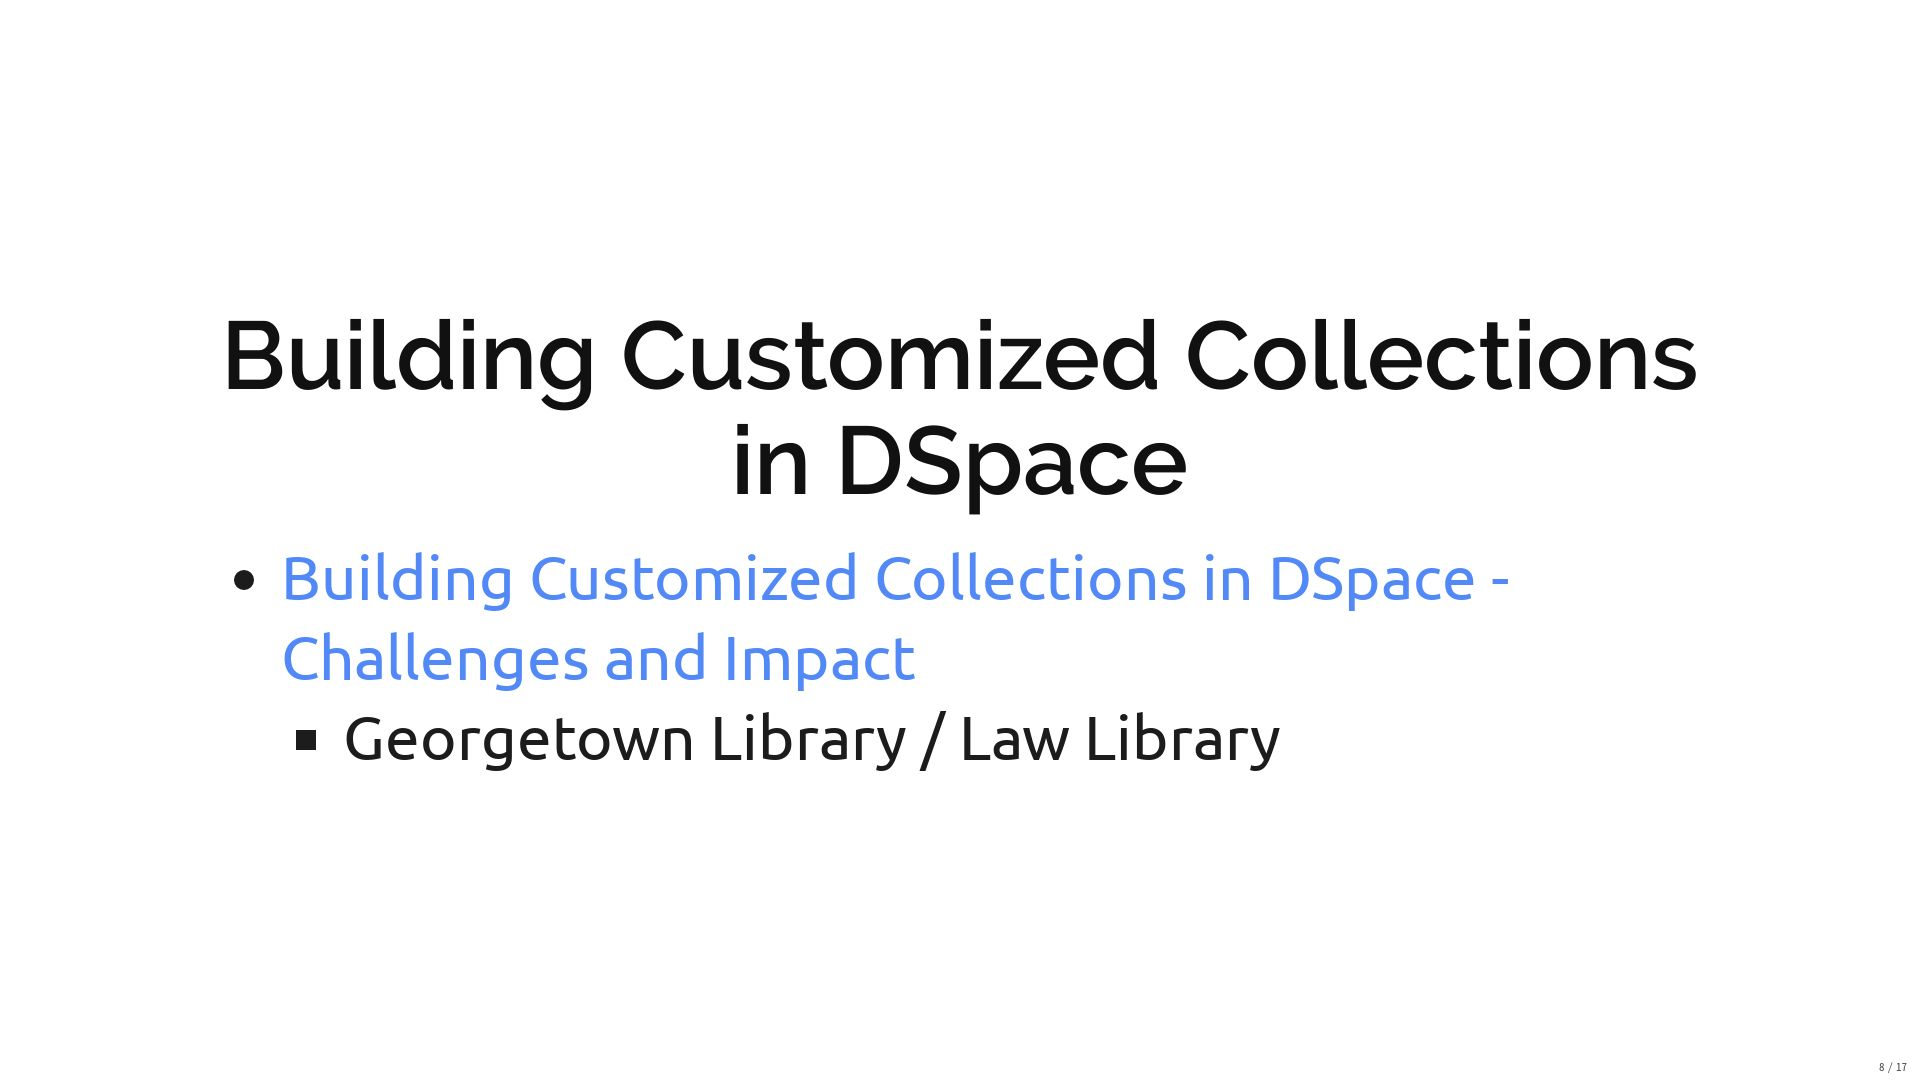 Building Customized Collections
in DSpace
• Building Customized Collections in DSpace -
Challenges and Impact
▪ Georgetown Library / Law Library
8 / 17